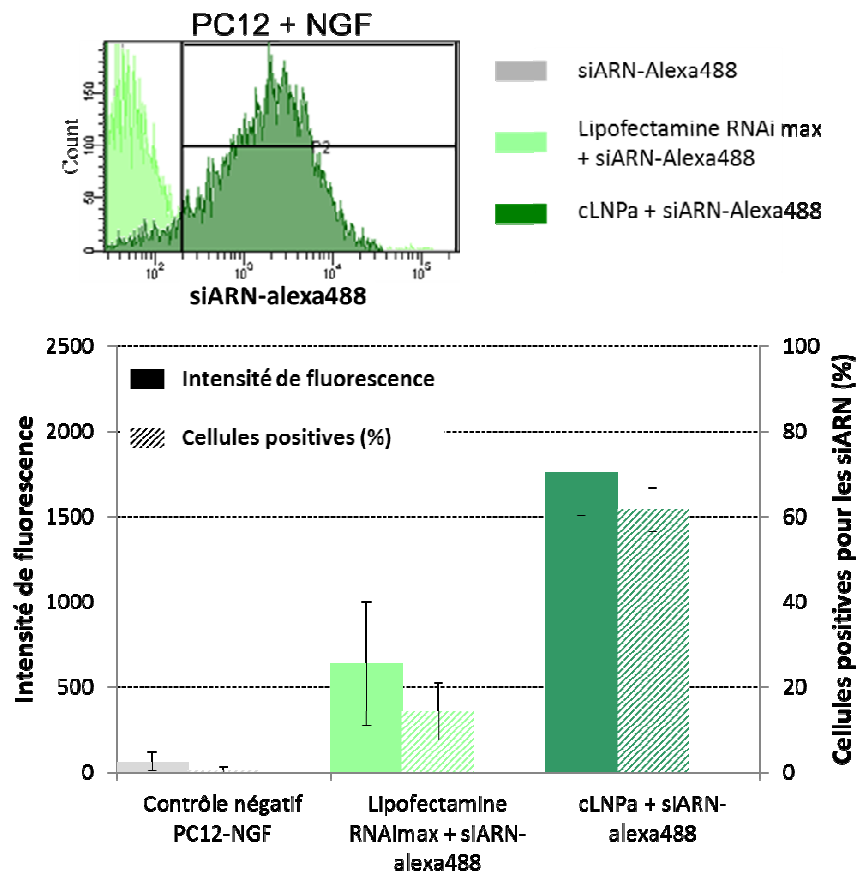 PC12 + NGF
Count
150
100
50
0
P2
10² 10³ 10⁴ 10⁵
siARN-alexa488
siARN-Alexa488
Lipofectamine RNAi max
+ siARN-Alexa488
cLNPa + siARN-Alexa488
Intensité de fluorescence
2500
2000
1500
1000
500
0
Intensité de fluorescence
Cellules positives (%)
100
80
60
40
20
0
Cellules positives pour les siARN (%)
Contrôle négatif
PC12-NGF
Lipofectamine
RNAImax + siARN-
alexa488
cLNPa + siARN-
alexa488